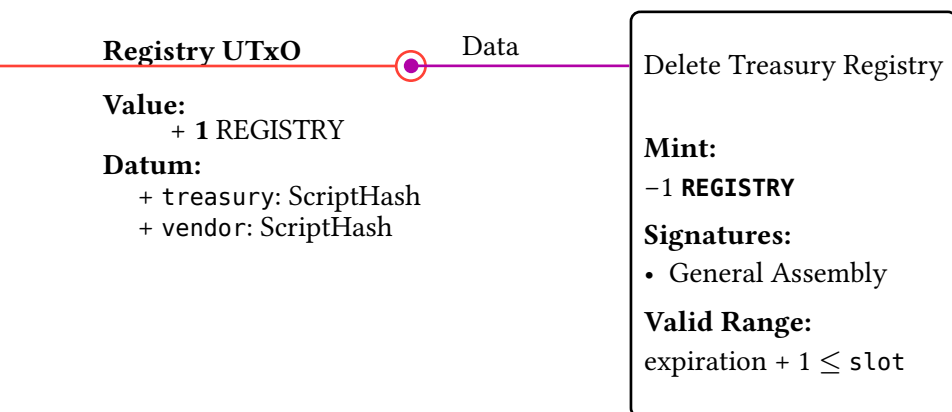 Registry UTxO
Data
Value:
+ 1 REGISTRY
Datum:
+ treasury: ScriptHash
+ vendor: ScriptHash
Delete Treasury Registry
Mint:
−1 REGISTRY
Signatures:
• General Assembly
Valid Range:
expiration + 1 ≤ slot